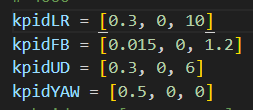 kpidLR = [0.3, 0, 10]
kpidFB = [0.015, 0, 1.2]
kpidUD = [0.3, 0, 6]
kpidYAW = [0.5, 0, 0]